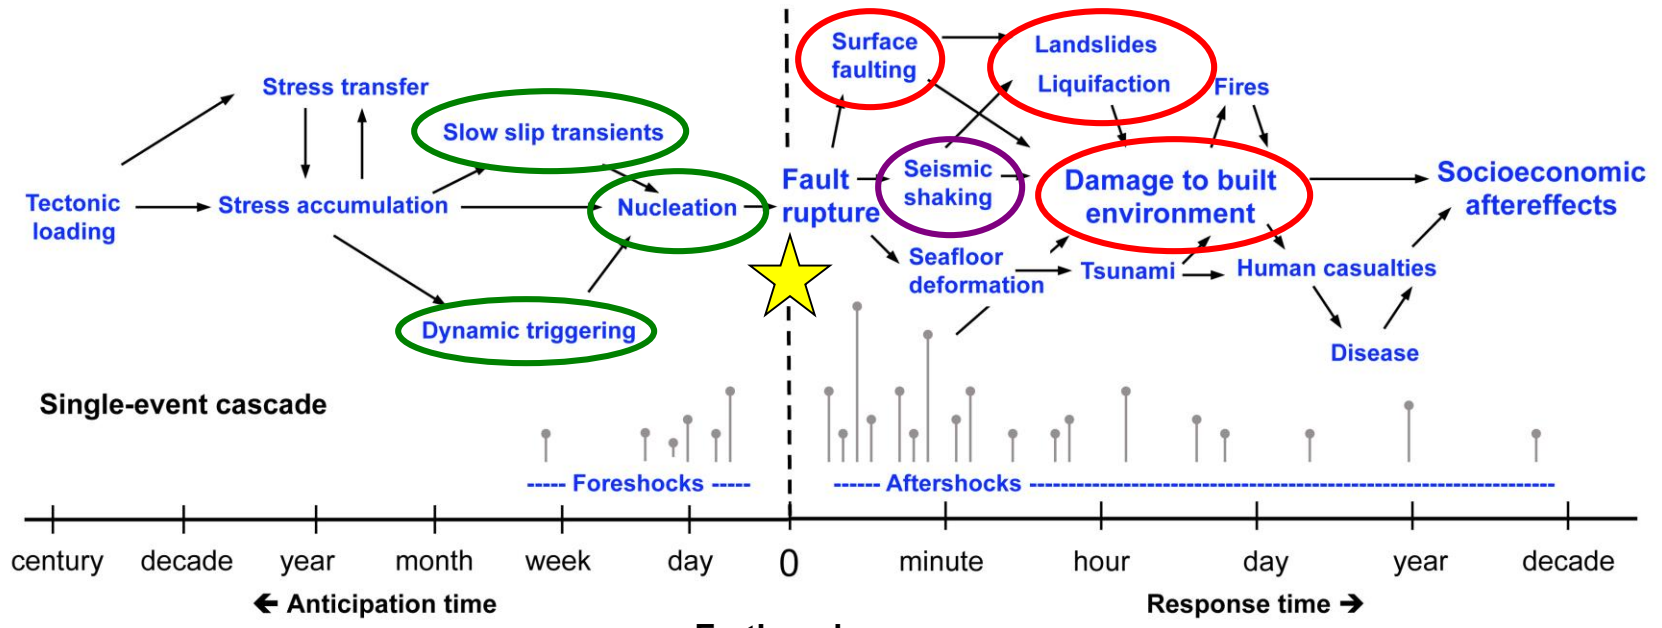 Surface
faulting
Landslides
Liquifaction
Fires
Stress transfer
Slow slip transients
Tectonic
loading
Stress accumulation
Nucleation
Fault
rupture
Seismic
shaking
Damage to built
environment
Socioeconomic
aftereffects
Seafloor
deformation
Tsunami
Human casualties
Dynamic triggering
Disease
Single-event cascade
----- Foreshocks -----
------ Aftershocks ------------------------------------------------------
century decade year month week day 0 minute hour day year decade
← Anticipation time
Response time →